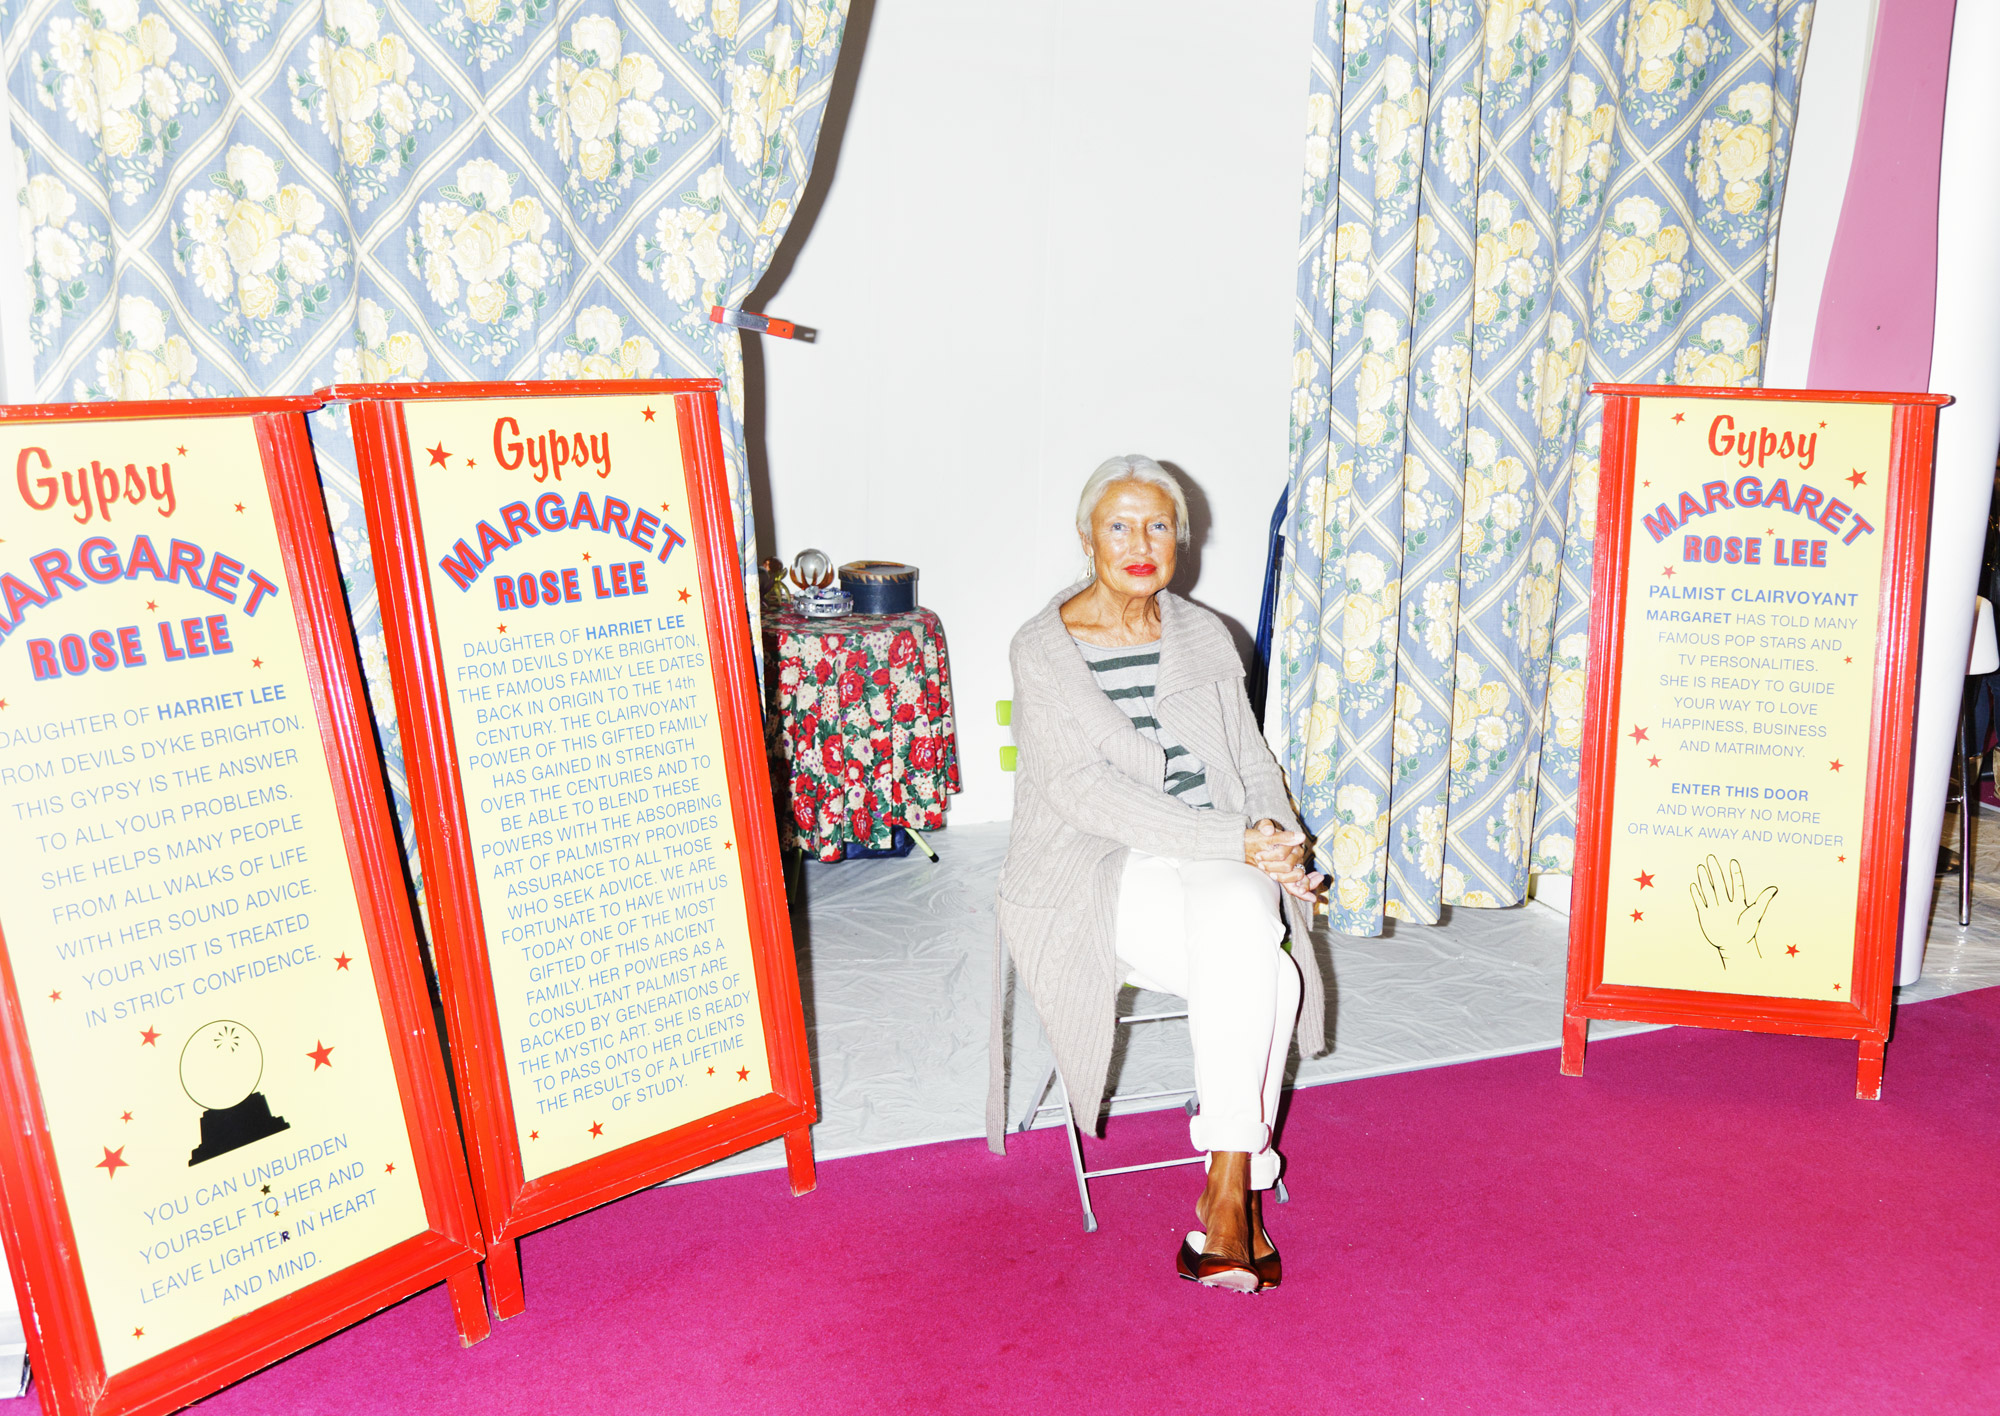 Gypsy
MARGARET
ROSE LEE
DAUGHTER OF HARRIET LEE
FROM DEVILS DYKE BRIGHTON.
THIS GYPSY IS THE ANSWER
TO ALL YOUR PROBLEMS.
SHE HELPS MANY PEOPLE
FROM ALL WALKS OF LIFE
WITH HER SOUND ADVICE.
YOUR VISIT IS TREATED
IN STRICT CONFIDENCE.
YOU CAN UNBURDEN
YOURSELF TO HER AND
LEAVE LIGHTER IN HEART
AND MIND.
Gypsy
MARGARET
ROSE LEE
DAUGHTER OF HARRIET LEE
FROM DEVILS DYKE BRIGHTON,
THE FAMOUS FAMILY LEE DATES
BACK IN ORIGIN TO THE 14th
CENTURY. THE CLAIRVOYANT
POWER OF THIS GIFTED FAMILY
HAS GAINED IN STRENGTH
OVER THE CENTURIES AND TO
BE ABLE TO BLEND THESE
POWERS WITH THE ABSORBING
ART OF PALMISTRY PROVIDES
ASSURANCE TO ALL THOSE
WHO SEEK ADVICE. WE ARE
FORTUNATE TO HAVE WITH US
TODAY ONE OF THE MOST
GIFTED OF THIS ANCIENT
FAMILY. HER POWERS AS A
CONSULTANT PALMIST ARE
BACKED BY GENERATIONS OF
THE MYSTIC ART. SHE IS READY
TO PASS ONTO HER CLIENTS
THE RESULTS OF A LIFETIME
OF STUDY.
Gypsy
MARGARET
ROSE LEE
PALMIST CLAIRVOYANT
MARGARET HAS TOLD MANY
FAMOUS POP STARS AND
TV PERSONALITIES.
SHE IS READY TO GUIDE
YOUR WAY TO LOVE
HAPPINESS, BUSINESS
AND MATRIMONY.
ENTER THIS DOOR
AND WORRY NO MORE
OR WALK AWAY AND WONDER